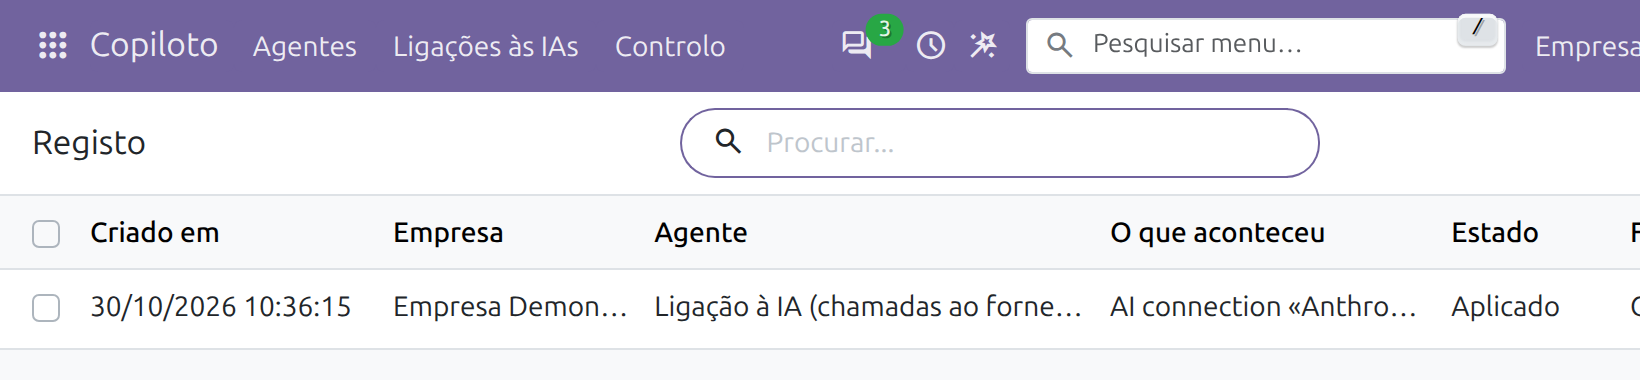 Copiloto Agentes Ligações às IAs Controlo 3 Pesquisar menu... / Empresa
Registo Procurar...
Criado em Empresa Agente O que aconteceu Estado
30/10/2026 10:36:15 Empresa Demon... Ligação à IA (chamadas ao forne... AI connection «Anthro... Aplicado